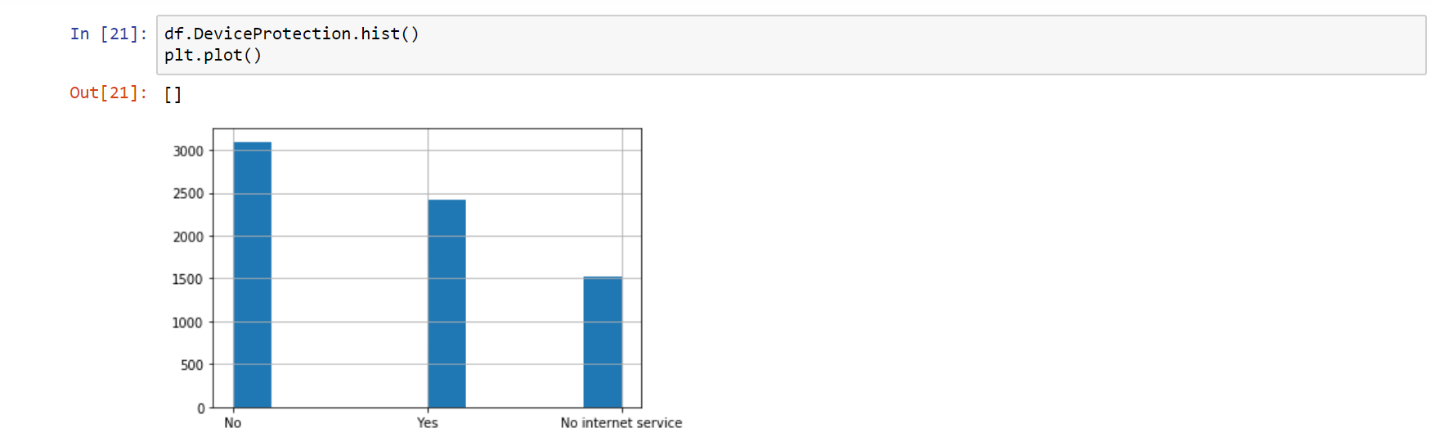 In [21]: df.DeviceProtection.hist()
plt.plot()
Out[21]: []
3000
2500
2000
1500
1000
500
0
No Yes No internet service